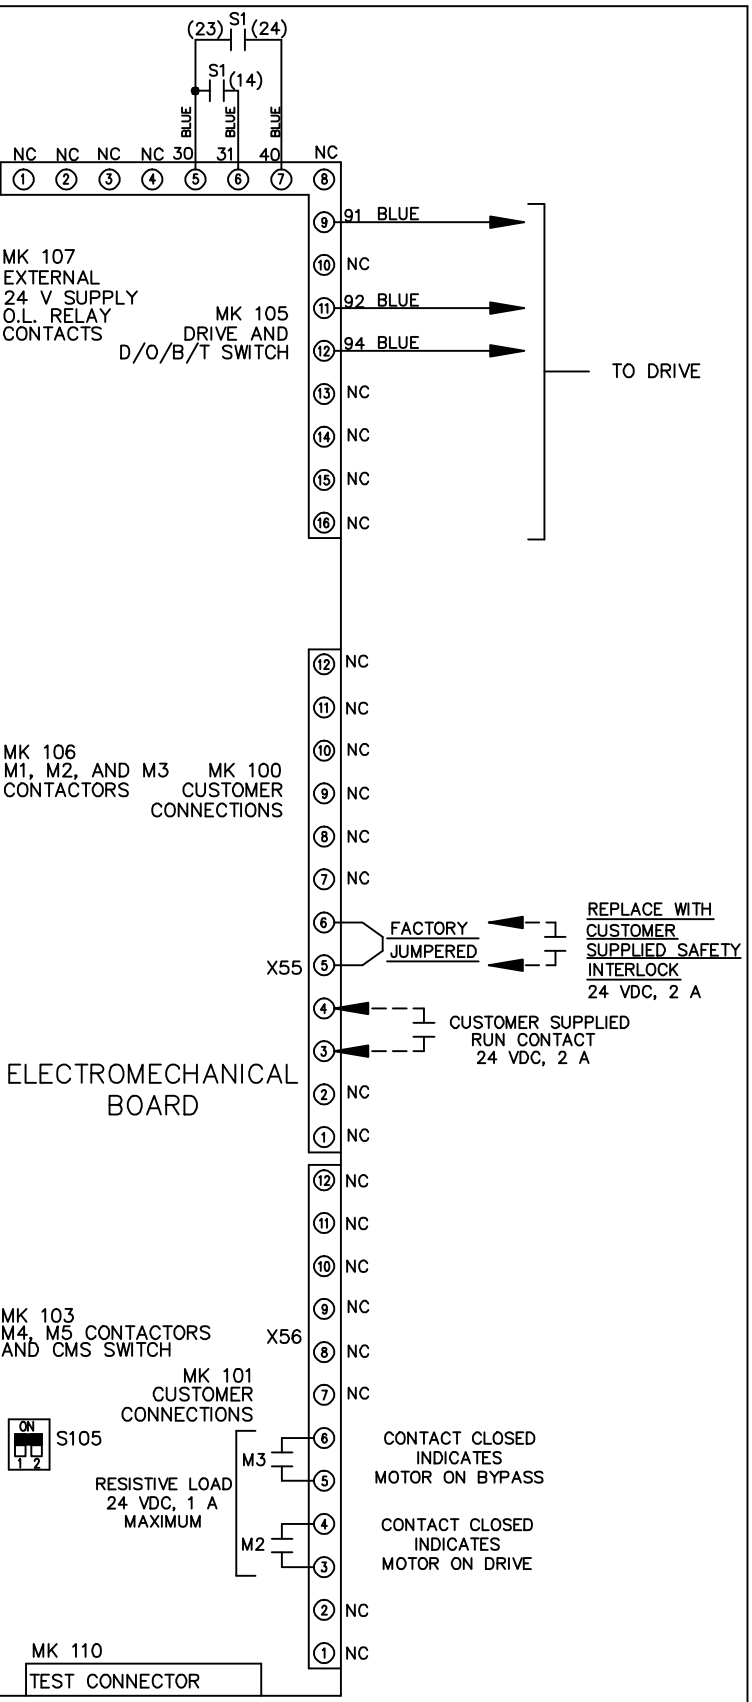 S1
(23) (24)
S1
(14)
BLUE BLUE BLUE
NC NC NC NC 30 31 40 NC
1 2 3 4 5 6 7 8
9 91 BLUE
10 NC
11 92 BLUE
12 94 BLUE
13 NC
14 NC
15 NC
16 NC
MK 107
EXTERNAL
24 V SUPPLY
O.L. RELAY
CONTACTS
MK 105
DRIVE AND
D/O/B/T SWITCH
TO DRIVE
12 NC
11 NC
10 NC
9 NC
8 NC
7 NC
6
5
4
3
2 NC
1 NC
MK 106
M1, M2, AND M3
CONTACTORS
MK 100
CUSTOMER
CONNECTIONS
X55
FACTORY
JUMPERED
REPLACE WITH
CUSTOMER
SUPPLIED SAFETY
INTERLOCK
24 VDC, 2 A
CUSTOMER SUPPLIED
RUN CONTACT
24 VDC, 2 A
ELECTROMECHANICAL
BOARD
12 NC
11 NC
10 NC
9 NC
8 NC
7 NC
6
5
4
3
2 NC
1 NC
MK 103
M4, M5 CONTACTORS
AND CMS SWITCH
X56
MK 101
CUSTOMER
CONNECTIONS
ON
1 2
S105
M3
RESISTIVE LOAD
24 VDC, 1 A
MAXIMUM
M2
CONTACT CLOSED
INDICATES
MOTOR ON BYPASS
CONTACT CLOSED
INDICATES
MOTOR ON DRIVE
MK 110
TEST CONNECTOR